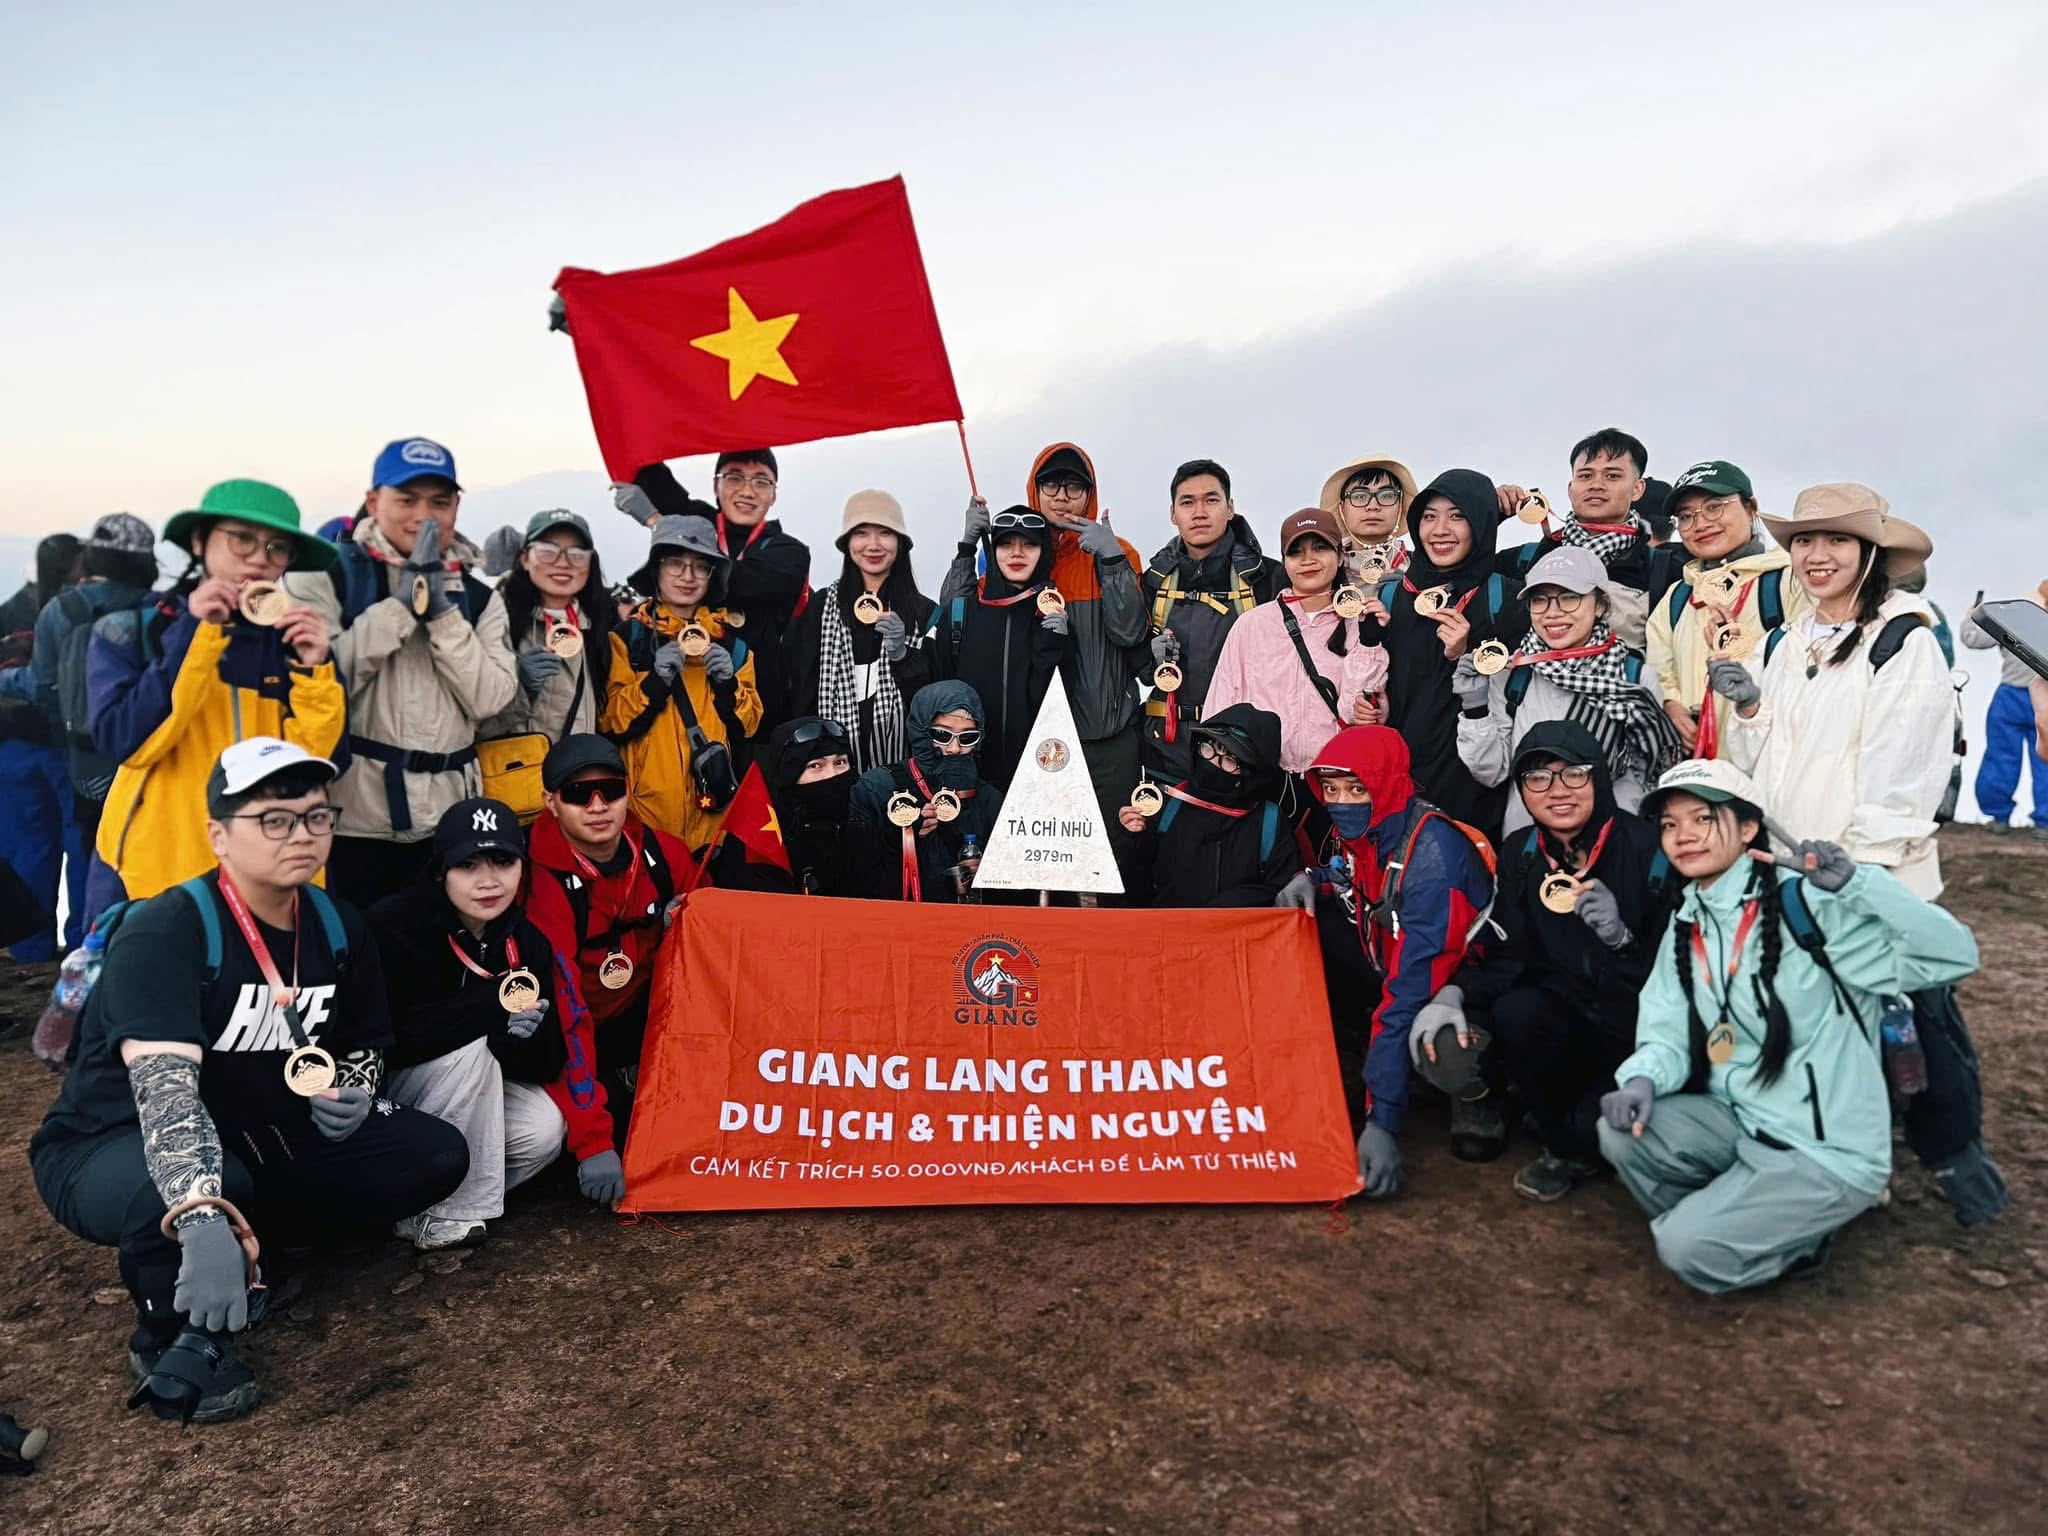 TÀ CHÌ NHÙ
2979m
GIANG
GIANG LANG THANG
DU LỊCH & THIỆN NGUYỆN
CAM KẾT TRÍCH 50.000VNĐ/KHÁCH ĐỂ LÀM TỪ THIỆN
HIKE
NY